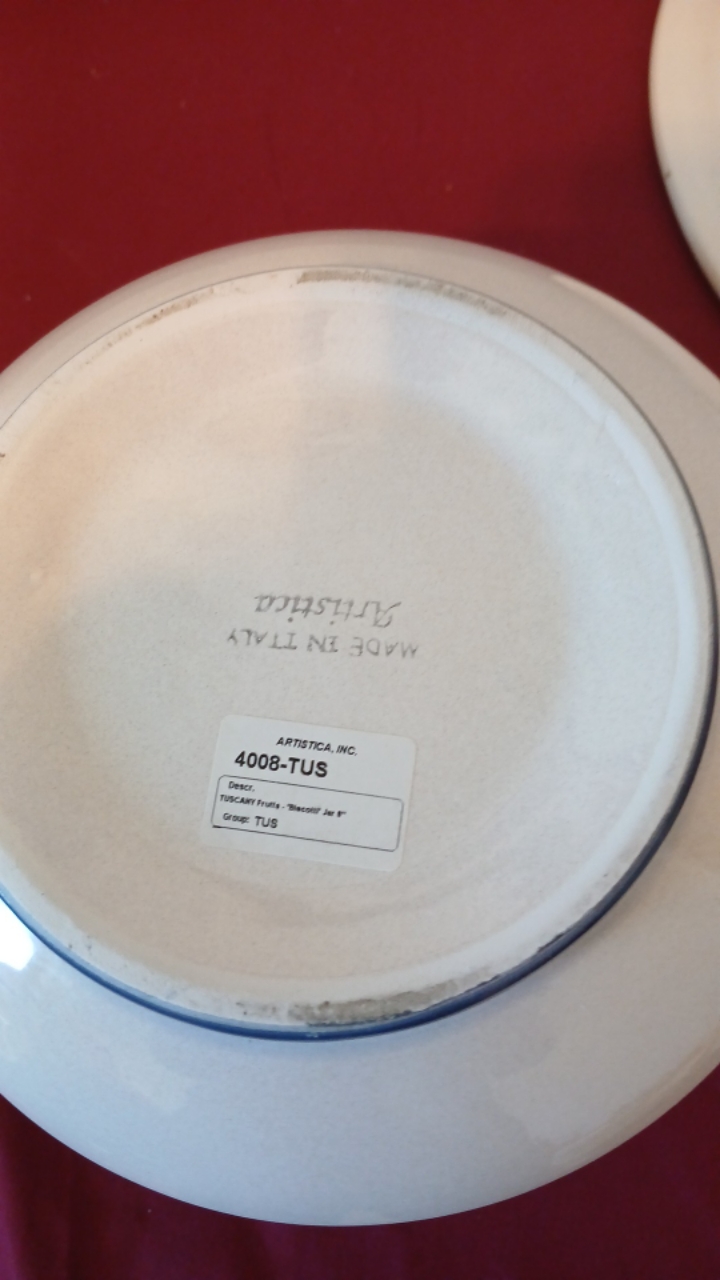 Artistica
MADE IN ITALY
ARTISTICA, INC.
4008-TUS
Descr.
TUSCANY Frutta - "Biscotti" Jar 8"
Group: TUS